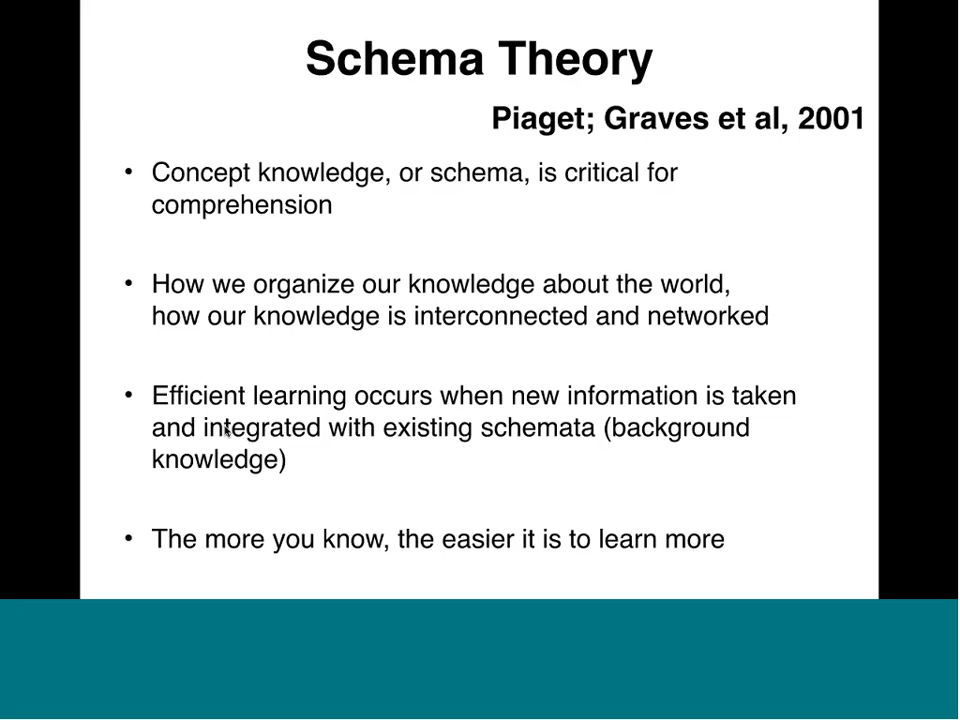 Schema Theory
Piaget; Graves et al, 2001
• Concept knowledge, or schema, is critical for
comprehension
• How we organize our knowledge about the world,
how our knowledge is interconnected and networked
• Efficient learning occurs when new information is taken
and integrated with existing schemata (background
knowledge)
• The more you know, the easier it is to learn more